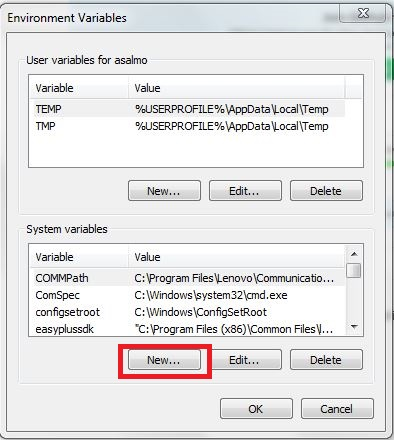 Environment Variables
User variables for asalmo
Variable Value
TEMP %USERPROFILE%\AppData\Local\Temp
TMP %USERPROFILE%\AppData\Local\Temp
New... Edit... Delete
System variables
Variable Value
COMMPath C:\Program Files\Lenovo\Communicatio...
ComSpec C:\Windows\system32\cmd.exe
configsetroot C:\Windows\ConfigSetRoot
easyplussdk "C:\Program Files (x86)\Common Files\l...
New... Edit... Delete
OK Cancel